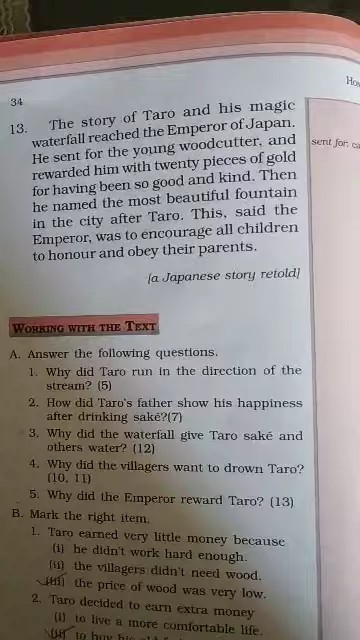 34
13. The story of Taro and his magic
waterfall reached the Emperor of Japan.
He sent for the young woodcutter, and
rewarded him with twenty pieces of gold
for having been so good and kind. Then
he named the most beautiful fountain
in the city after Taro. This, said the
Emperor, was to encourage all children
to honour and obey their parents.
[a Japanese story retold]
WORKING WITH THE TEXT
A. Answer the following questions.
1. Why did Taro run in the direction of the
stream? (5)
2. How did Taro's father show his happiness
after drinking saké?(7)
3. Why did the waterfall give Taro saké and
others water? (12)
4. Why did the villagers want to drown Taro?
(10, 11)
5. Why did the Emperor reward Taro? (13)
B. Mark the right item.
1. Taro earned very little money because
(i) he didn't work hard enough.
(ii) the villagers didn't need wood.
(iii) the price of wood was very low.
2. Taro decided to earn extra money
(i) to live a more comfortable life.
(ii) to buy his
sent for: